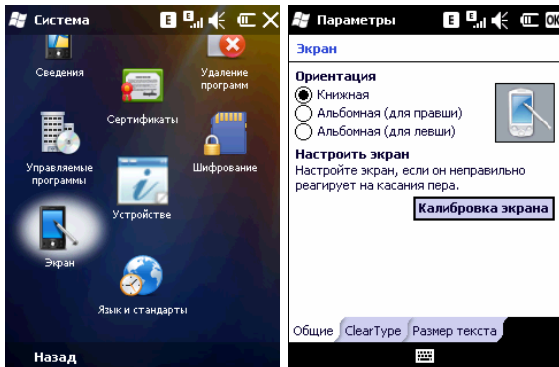 Система
E
Сведения
Удаление
программ
Сертификаты
Управляемые
программы
Шифрование
Устройстве
Экран
Язык и стандарты
Назад
Параметры
E
OK
Экран
Ориентация
Книжная
Альбомная (для правши)
Альбомная (для левши)
Настроить экран
Настройте экран, если он неправильно
реагирует на касания пера.
Калибровка экрана
Общие ClearType Размер текста